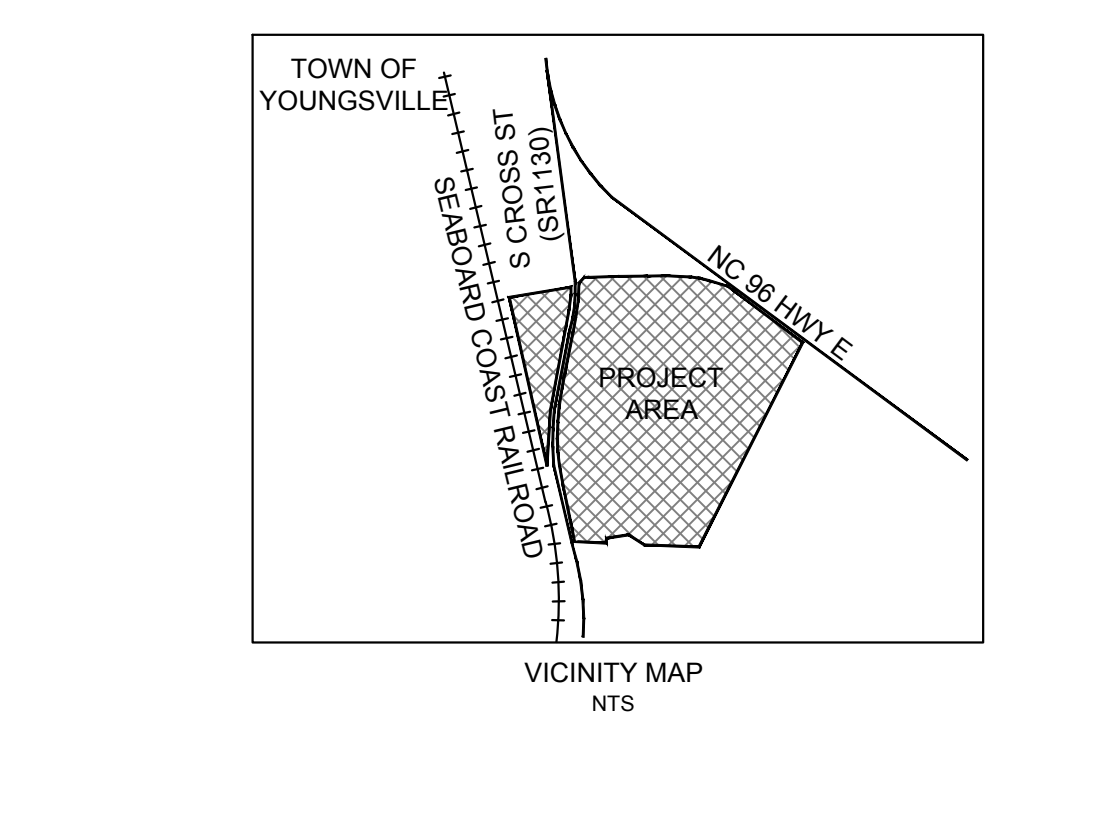 TOWN OF
YOUNGSVILLE
S CROSS ST
(SR1130)
SEABOARD COAST RAILROAD
NC 96 HWY E
PROJECT
AREA
VICINITY MAP
NTS